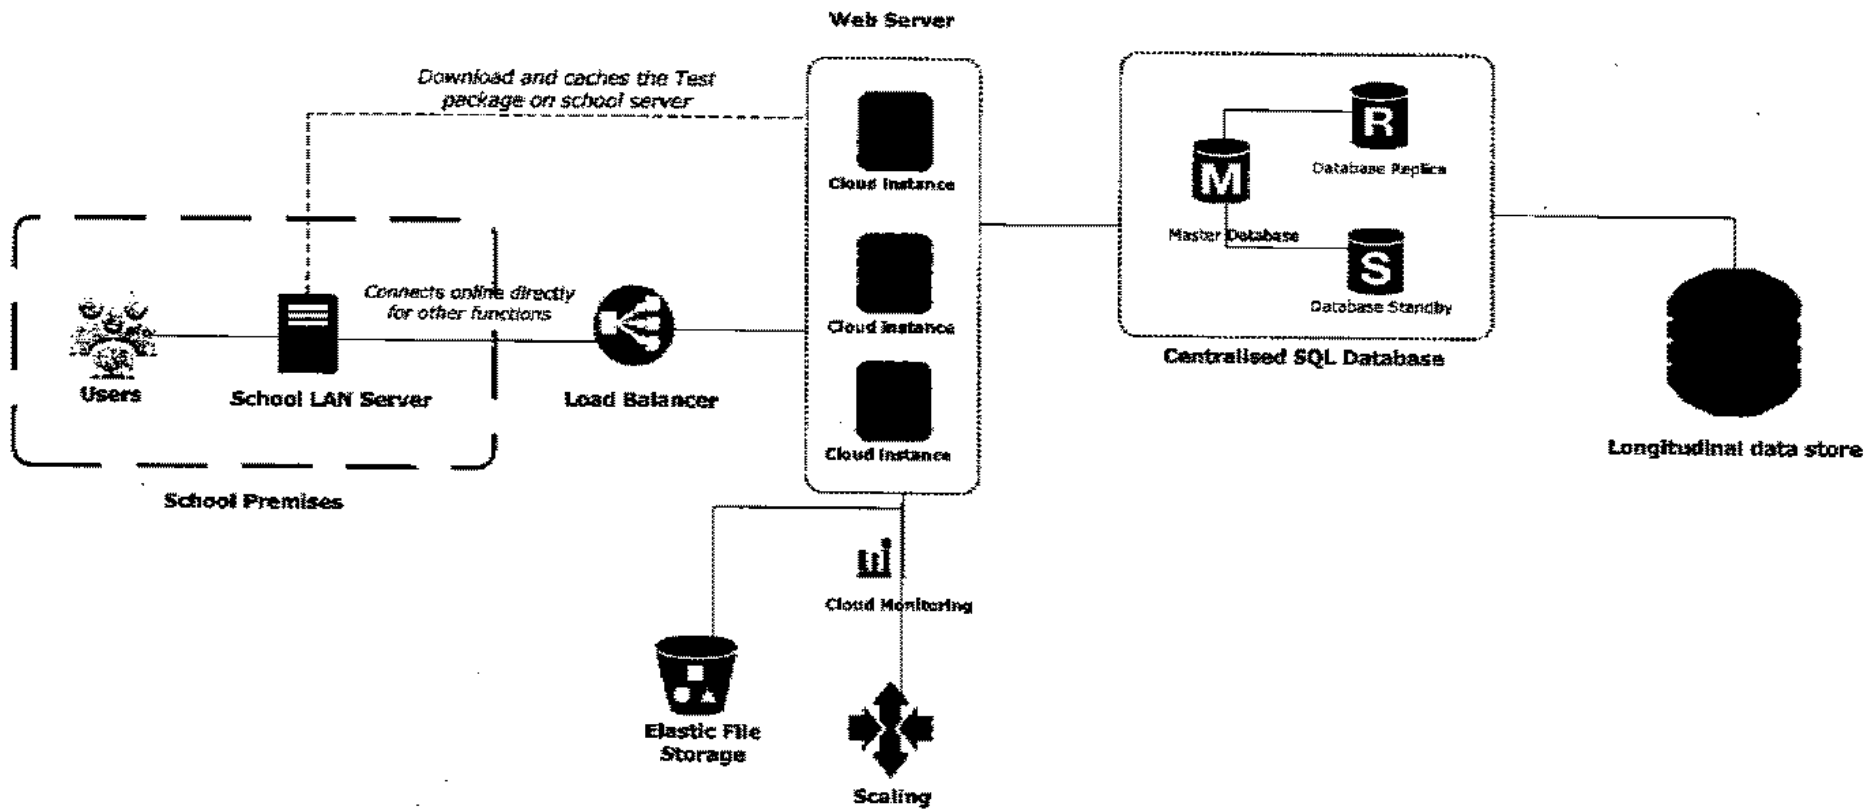 Web Server
Download and caches the Test
package on school server
Cloud Instance
R
Database Replica
M
Master Database
Cloud Instance
S
Database Standby
Centralised SQL Database
Connects online directly
for other functions
Users
School LAN Server
Load Balancer
Cloud Instance
Longitudinal data store
School Premises
Cloud Monitoring
Elastic File
Storage
Scaling